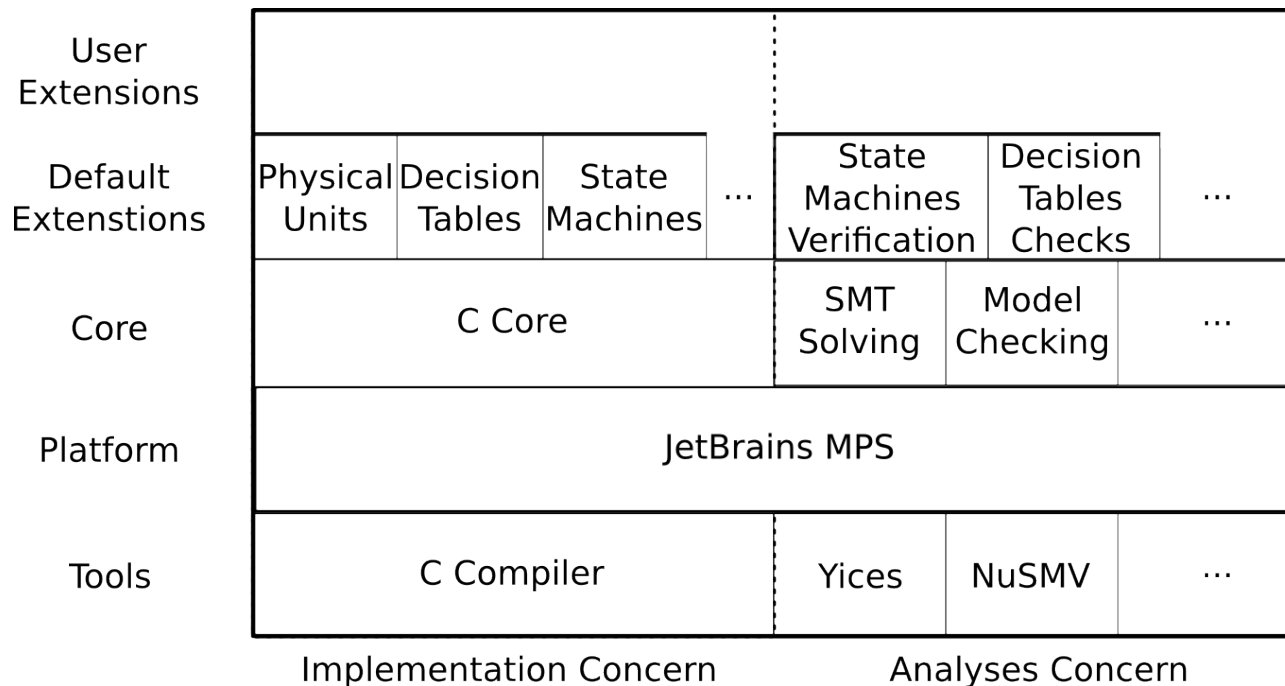 User
Extensions
Default
Extenstions
Physical
Units
Decision
Tables
State
Machines
...
State
Machines
Verification
Decision
Tables
Checks
...
Core
C Core
SMT
Solving
Model
Checking
...
Platform
JetBrains MPS
Tools
C Compiler
Yices
NuSMV
...
Implementation Concern
Analyses Concern